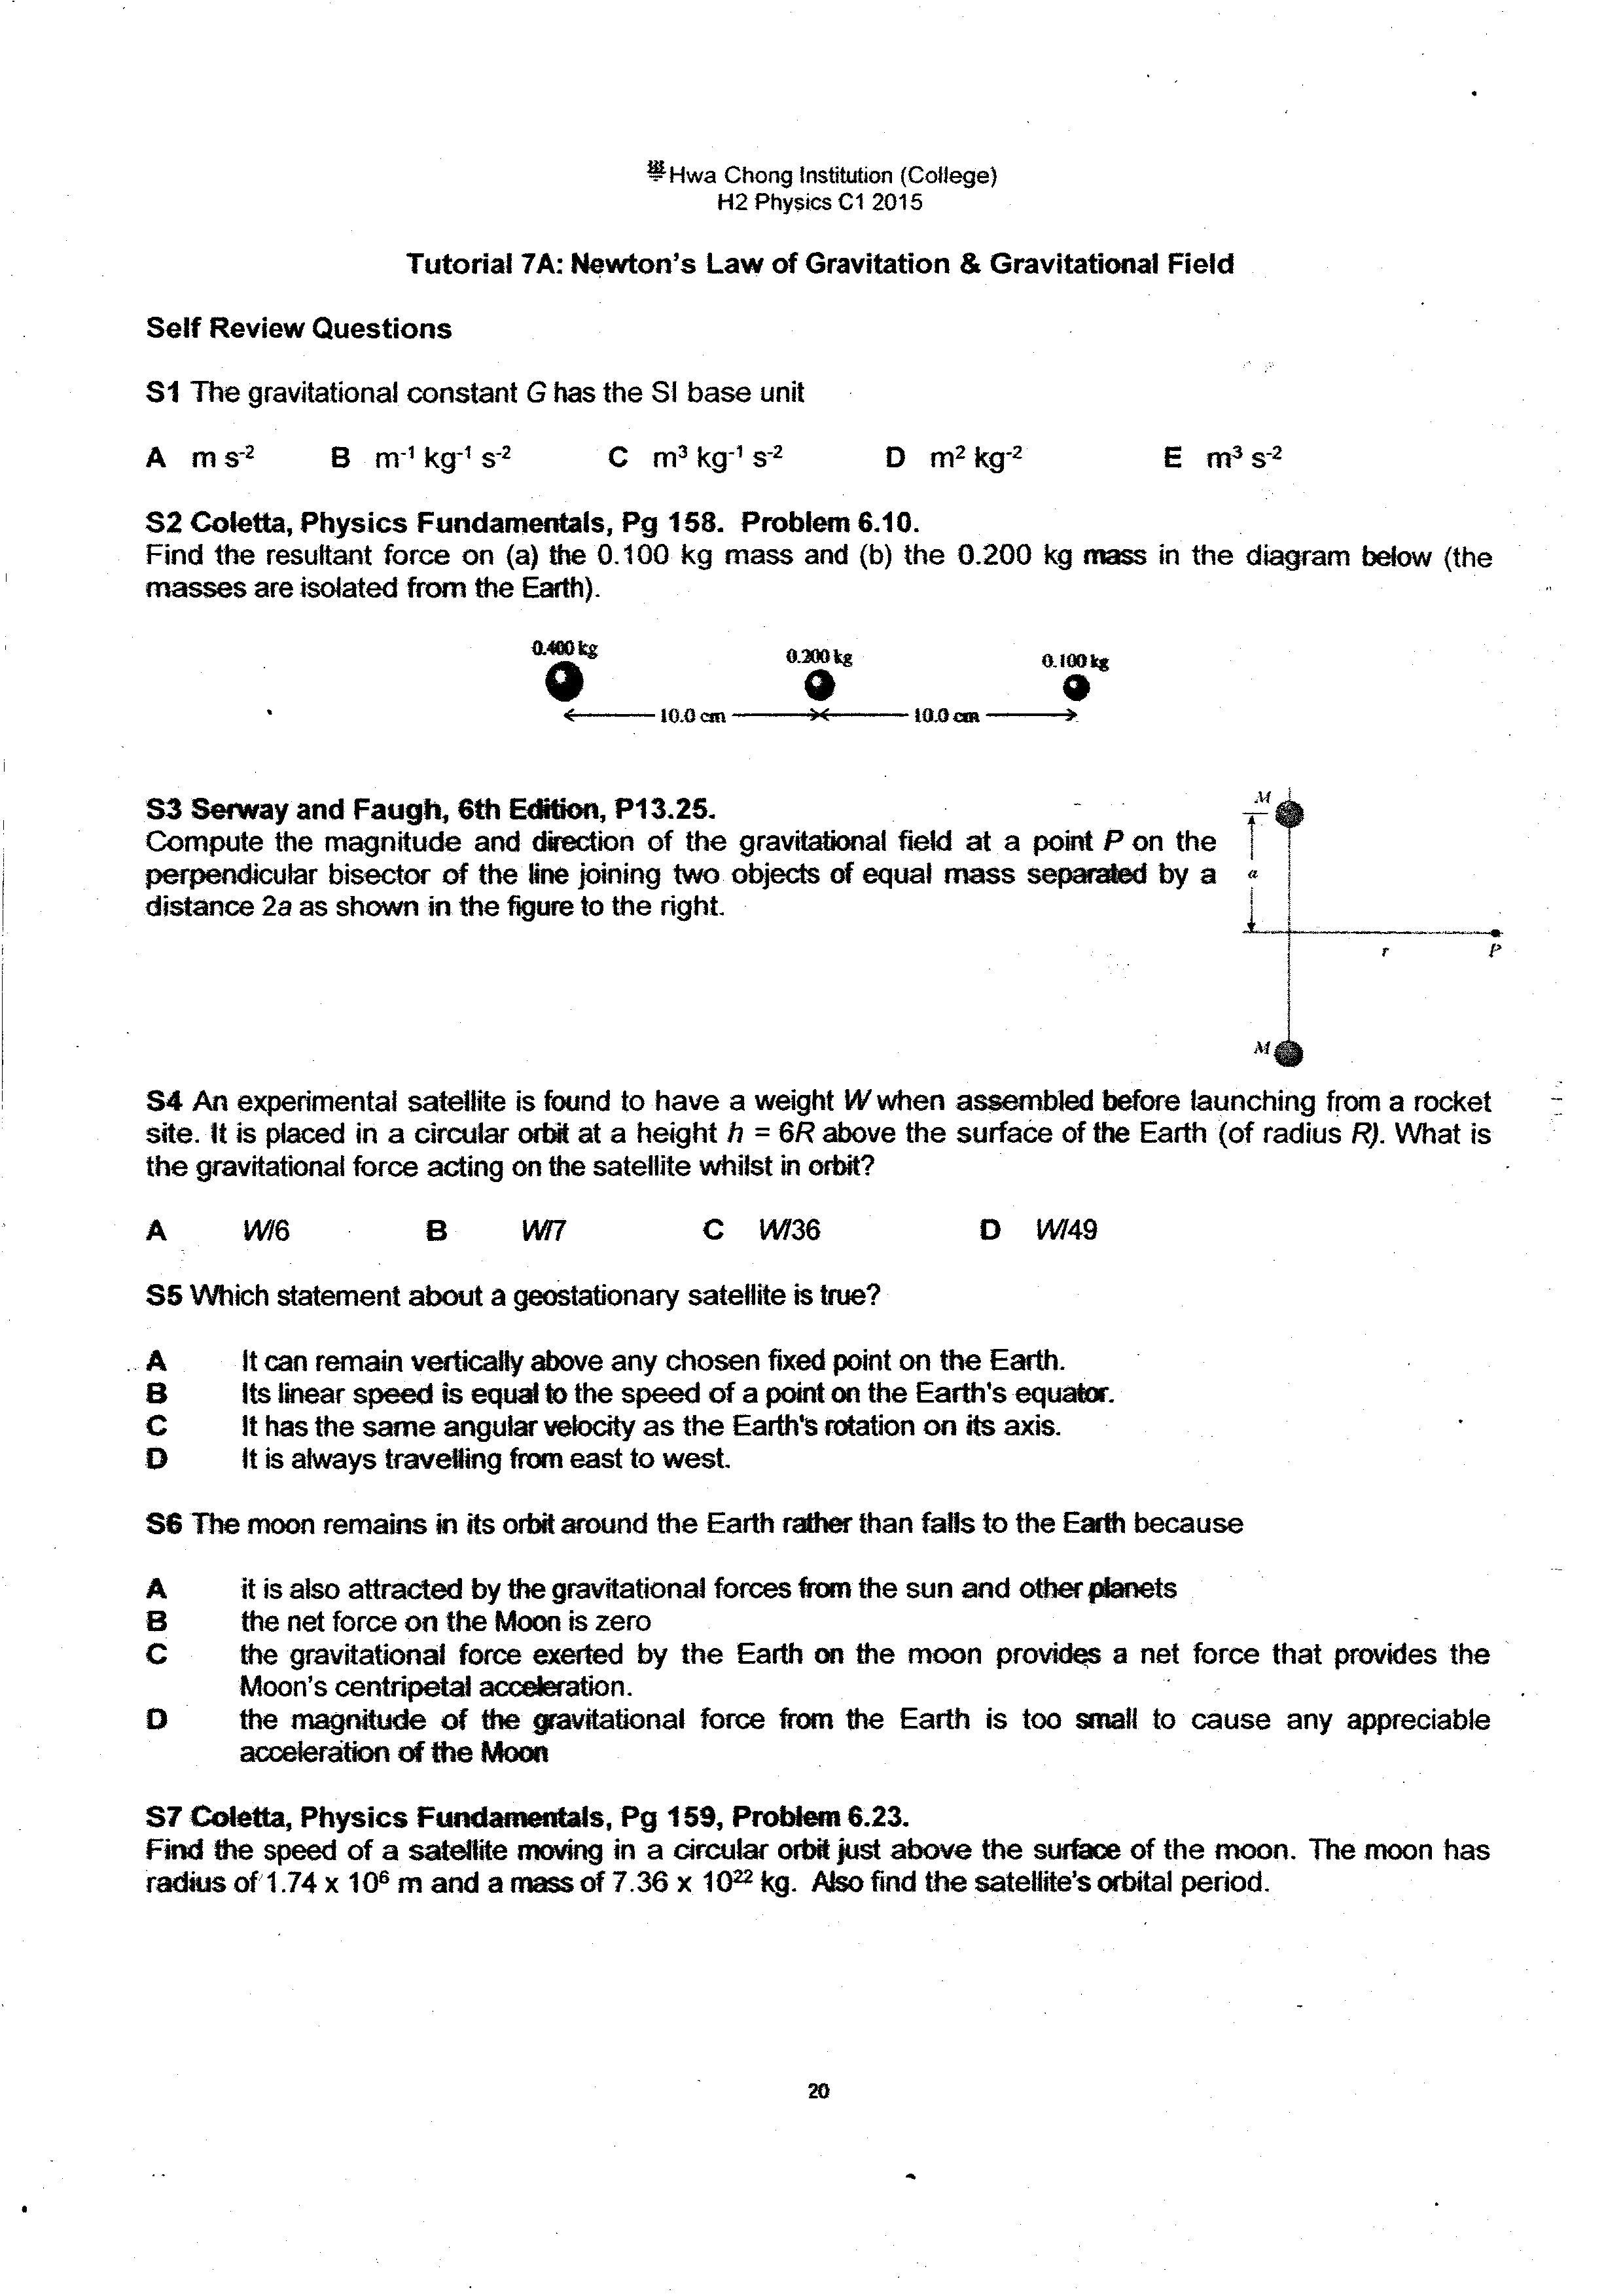 Hwa Chong Institution (College)
H2 Physics C1 2015
Tutorial 7A: Newton's Law of Gravitation & Gravitational Field
Self Review Questions
S1 The gravitational constant G has the SI base unit
A m s⁻² B m⁻¹ kg⁻¹ s⁻² C m³ kg⁻¹ s⁻² D m² kg⁻² E m³ s⁻²
S2 Coletta, Physics Fundamentals, Pg 158. Problem 6.10.
Find the resultant force on (a) the 0.100 kg mass and (b) the 0.200 kg mass in the diagram below (the
masses are isolated from the Earth).
0.400 kg 0.200 kg 0.100 kg
10.0 cm 10.0 cm
S3 Serway and Faugh, 6th Edition, P13.25.
Compute the magnitude and direction of the gravitational field at a point P on the
perpendicular bisector of the line joining two objects of equal mass separated by a
distance 2a as shown in the figure to the right.
M
a
r P
M
S4 An experimental satellite is found to have a weight W when assembled before launching from a rocket
site. It is placed in a circular orbit at a height h = 6R above the surface of the Earth (of radius R). What is
the gravitational force acting on the satellite whilst in orbit?
A W/6 B W/7 C W/36 D W/49
S5 Which statement about a geostationary satellite is true?
A It can remain vertically above any chosen fixed point on the Earth.
B Its linear speed is equal to the speed of a point on the Earth's equator.
C It has the same angular velocity as the Earth's rotation on its axis.
D It is always travelling from east to west.
S6 The moon remains in its orbit around the Earth rather than falls to the Earth because
A it is also attracted by the gravitational forces from the sun and other planets
B the net force on the Moon is zero
C the gravitational force exerted by the Earth on the moon provides a net force that provides the
Moon's centripetal acceleration.
D the magnitude of the gravitational force from the Earth is too small to cause any appreciable
acceleration of the Moon
S7 Coletta, Physics Fundamentals, Pg 159, Problem 6.23.
Find the speed of a satellite moving in a circular orbit just above the surface of the moon. The moon has
radius of 1.74 x 10⁶ m and a mass of 7.36 x 10²² kg. Also find the satellite's orbital period.
20